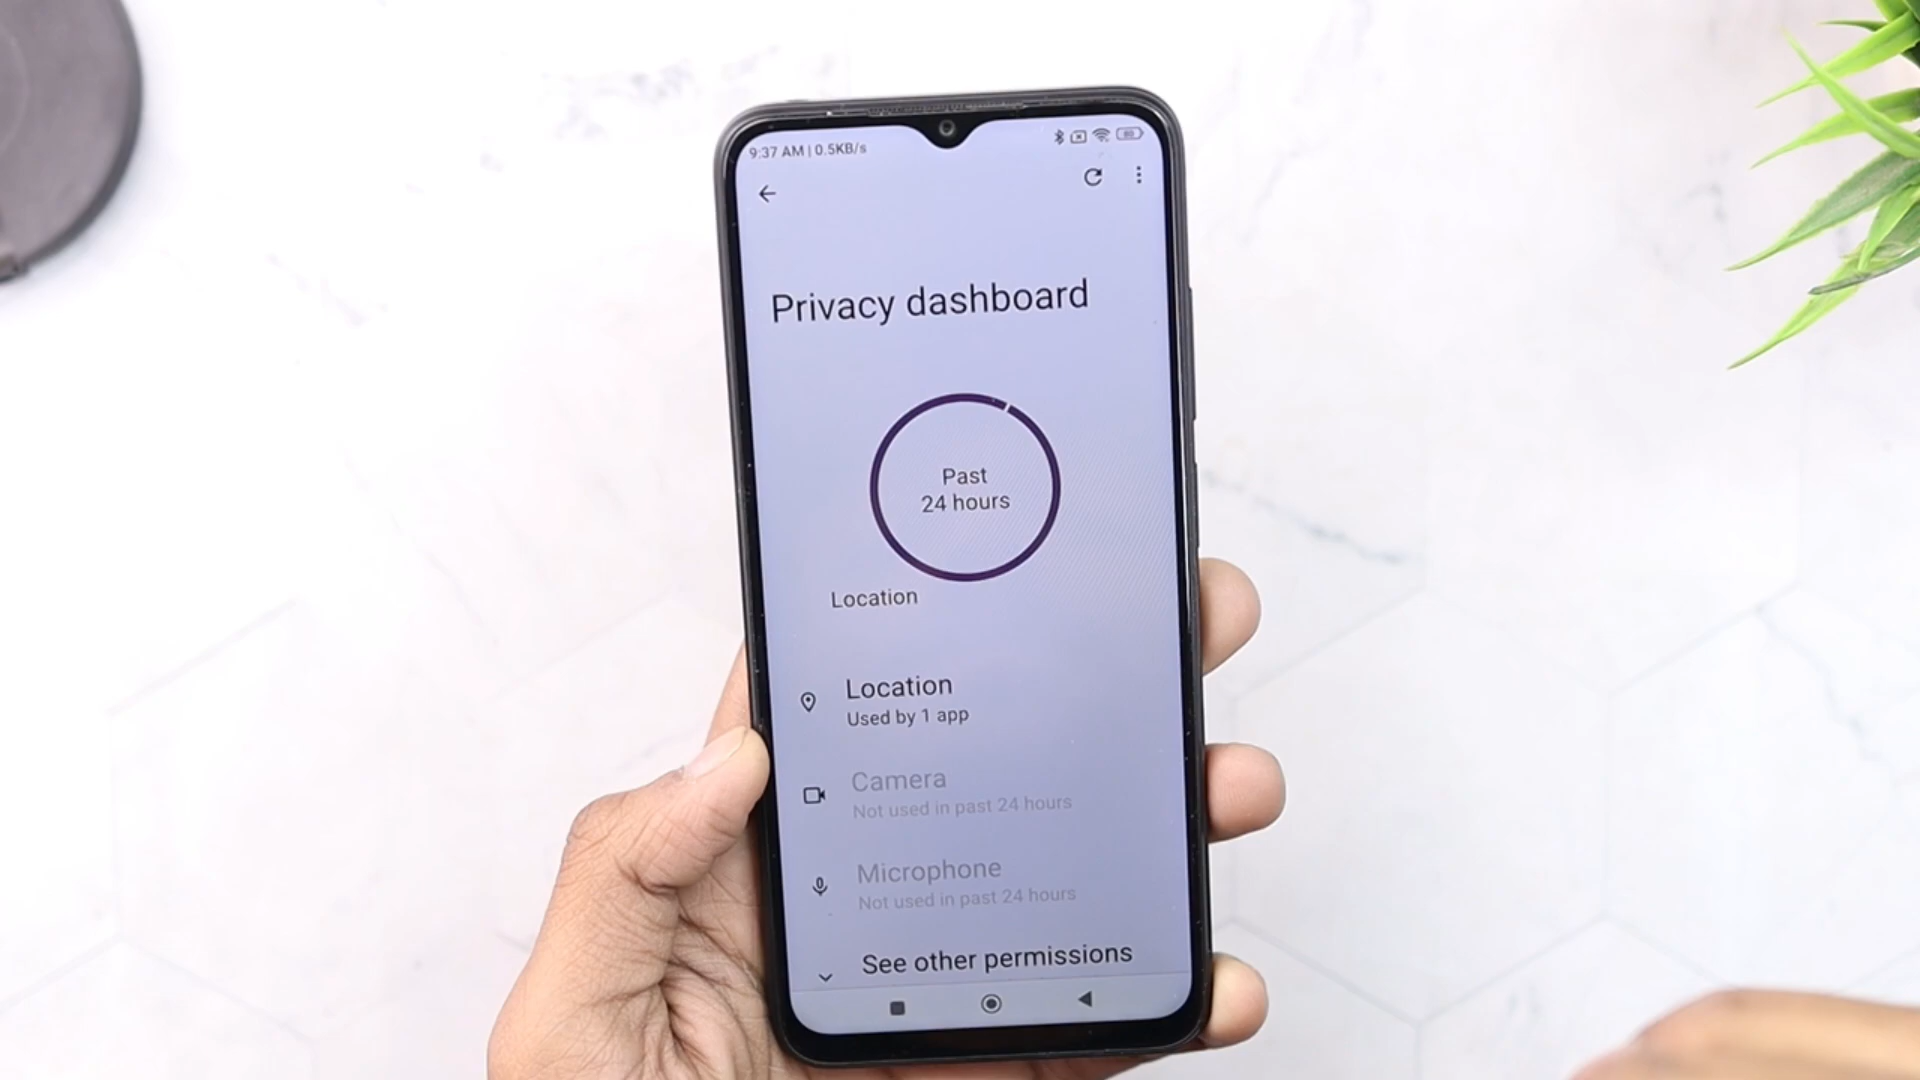 9:37 AM | 0.5KB/s
80
Privacy dashboard
Past
24 hours
Location
Location
Used by 1 app
Camera
Not used in past 24 hours
Microphone
Not used in past 24 hours
See other permissions